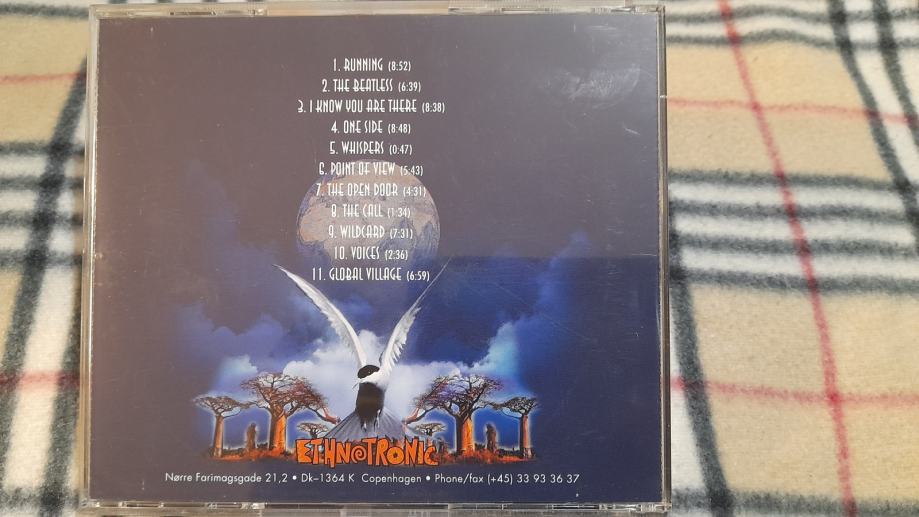 1. RUNNING (8:52)
2. THE BEATLESS (6:39)
3. I KNOW YOU ARE THERE (8:38)
4. ONE SIDE (8:48)
5. WHISPERS (0:47)
6. POINT OF VIEW (5:43)
7. THE OPEN DOOR (4:31)
8. THE CALL (1:34)
9. WILDCARD (7:31)
10. VOICES (2:36)
11. GLOBAL VILLAGE (6:59)
ETHN@TRONIC
Nørre Farimagsgade 21,2 • Dk–1364 K Copenhagen • Phone/fax (+45) 33 93 36 37